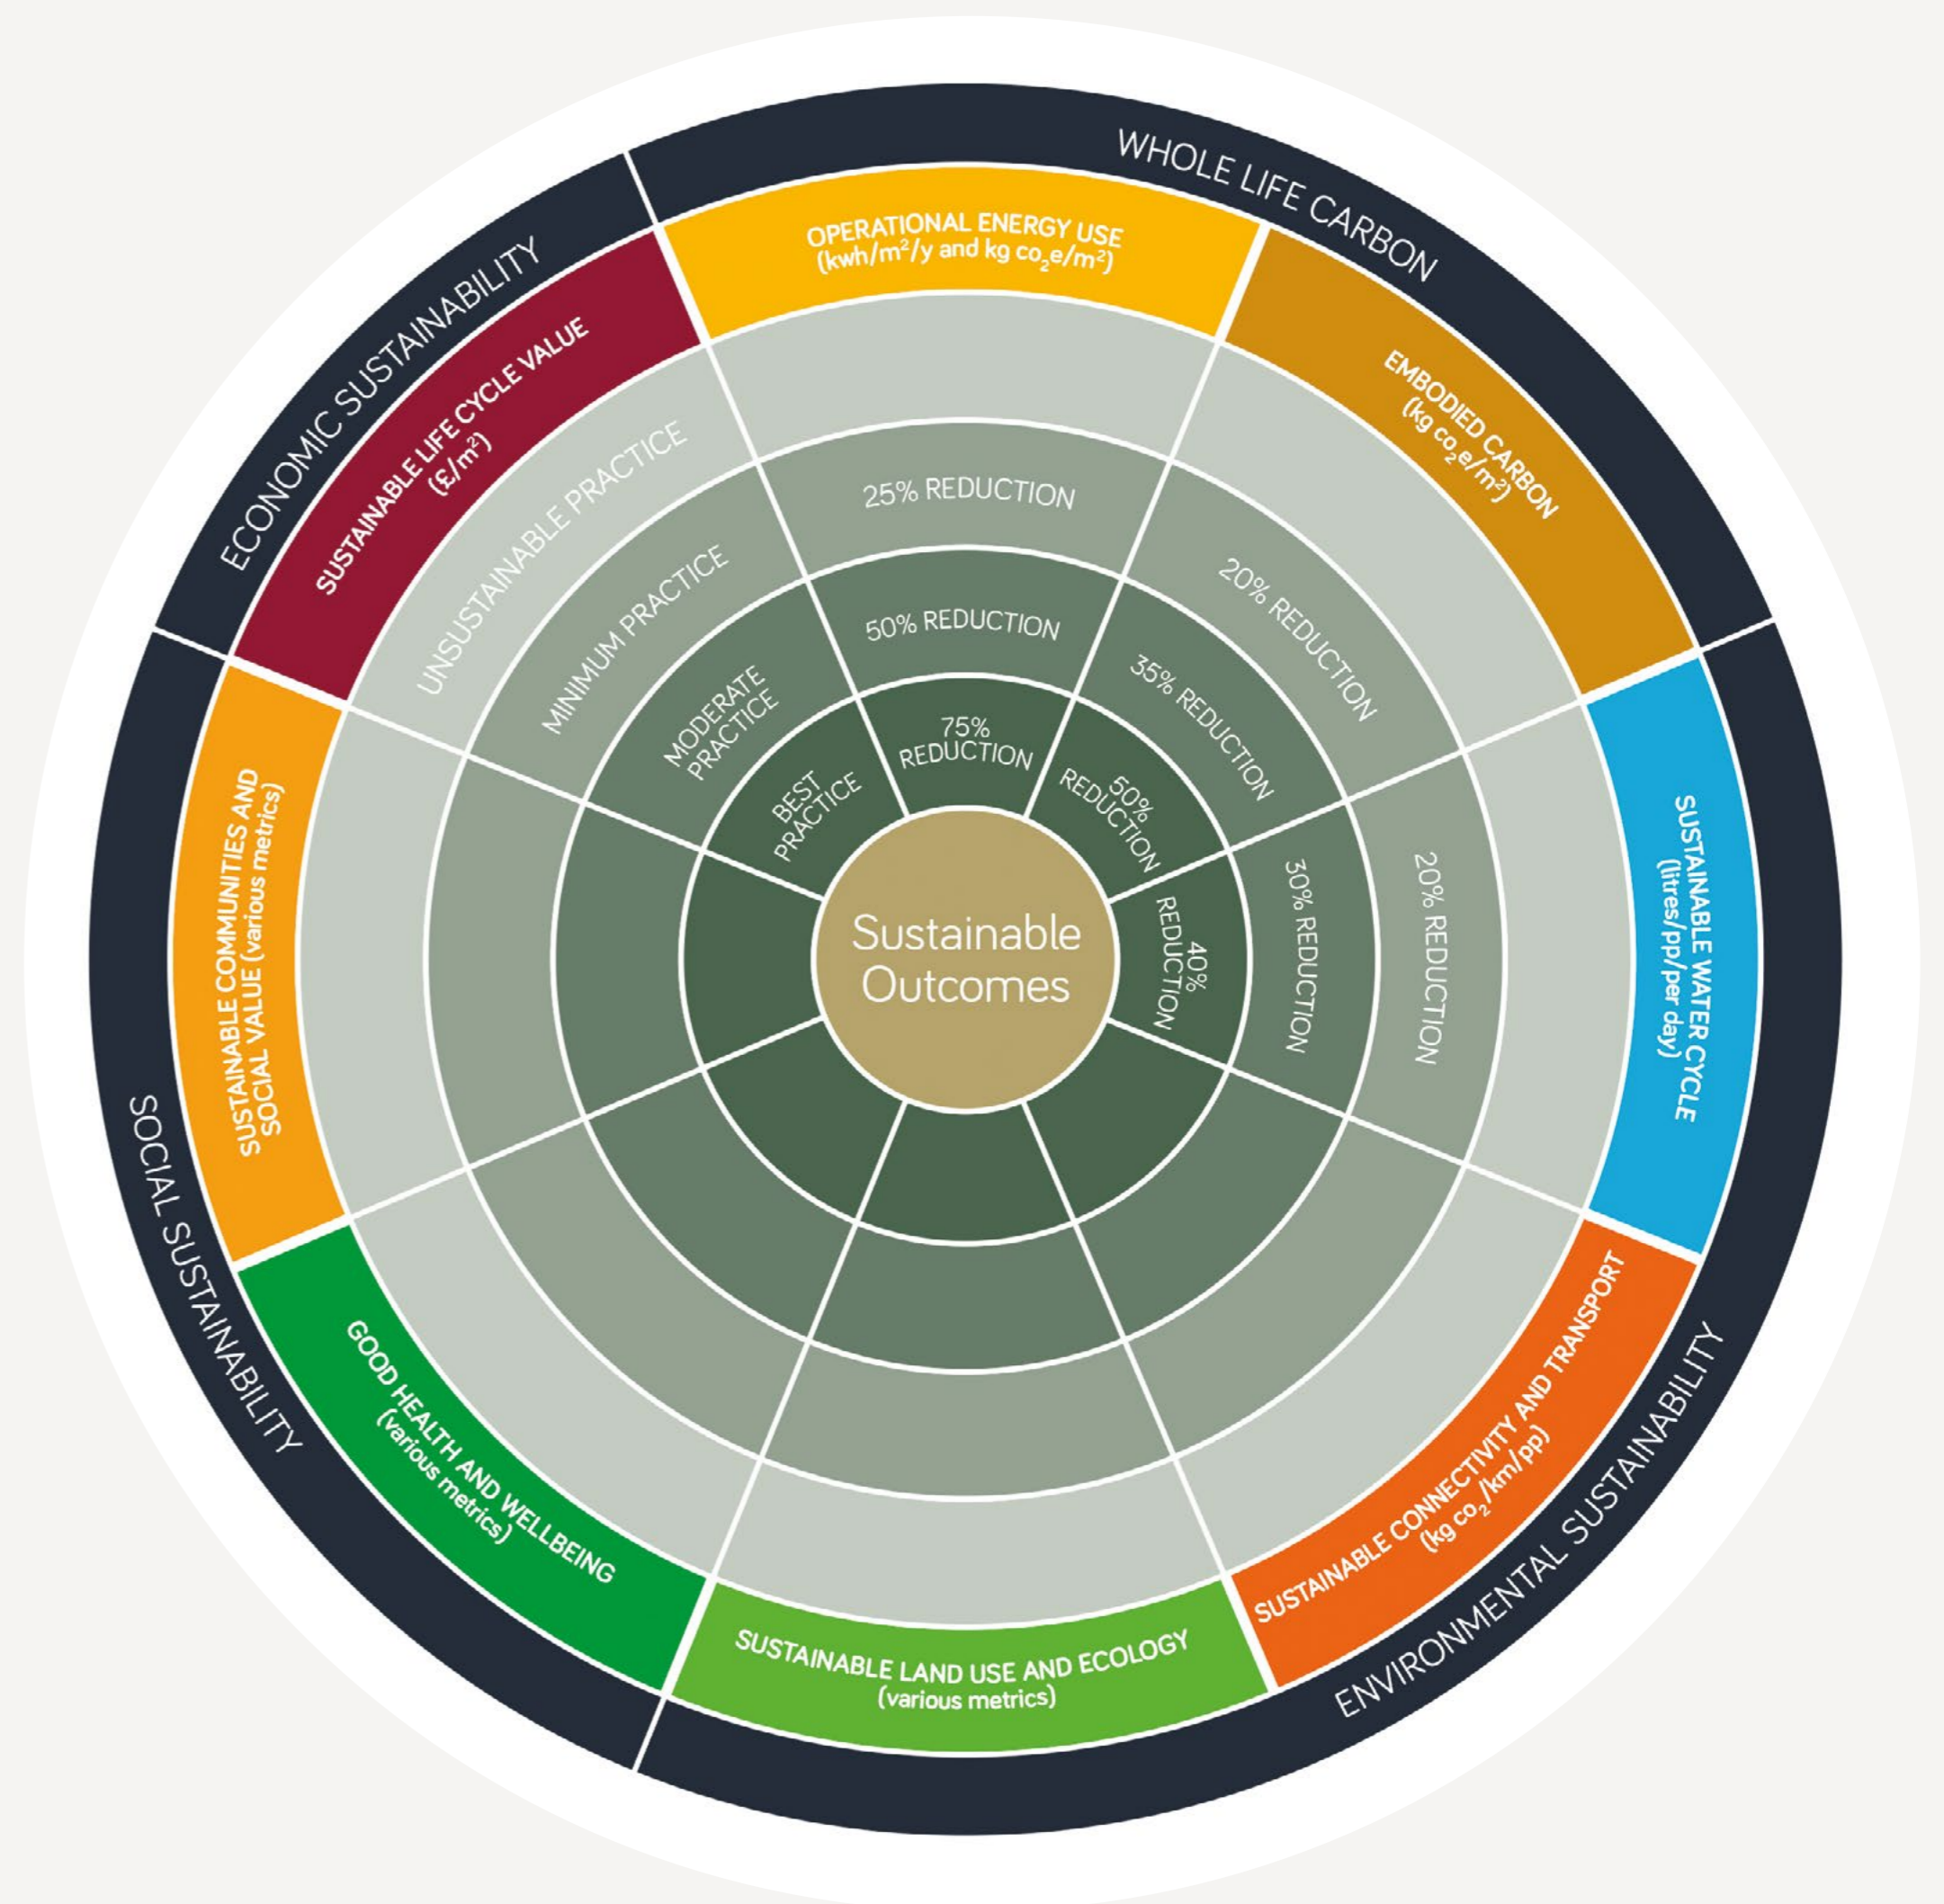 WHOLE LIFE CARBON
OPERATIONAL ENERGY USE
(kwh/m²/y and kg co₂e/m²)
25% REDUCTION
50% REDUCTION
75%
REDUCTION
EMBODIED CARBON
(kg co₂e/m²)
20% REDUCTION
35% REDUCTION
50%
REDUCTION
SUSTAINABLE WATER CYCLE
(litres/pp/per day)
20% REDUCTION
30% REDUCTION
40%
REDUCTION
ENVIRONMENTAL SUSTAINABILITY
SUSTAINABLE CONNECTIVITY AND TRANSPORT
(kg co₂/km/pp)
SUSTAINABLE LAND USE AND ECOLOGY
(various metrics)
SOCIAL SUSTAINABILITY
GOOD HEALTH AND WELLBEING
(various metrics)
SUSTAINABLE COMMUNITIES AND
SOCIAL VALUE (various metrics)
ECONOMIC SUSTAINABILITY
SUSTAINABLE LIFE CYCLE VALUE
(£/m²)
UNSUSTAINABLE PRACTICE
MINIMUM PRACTICE
MODERATE
PRACTICE
BEST
PRACTICE
Sustainable
Outcomes